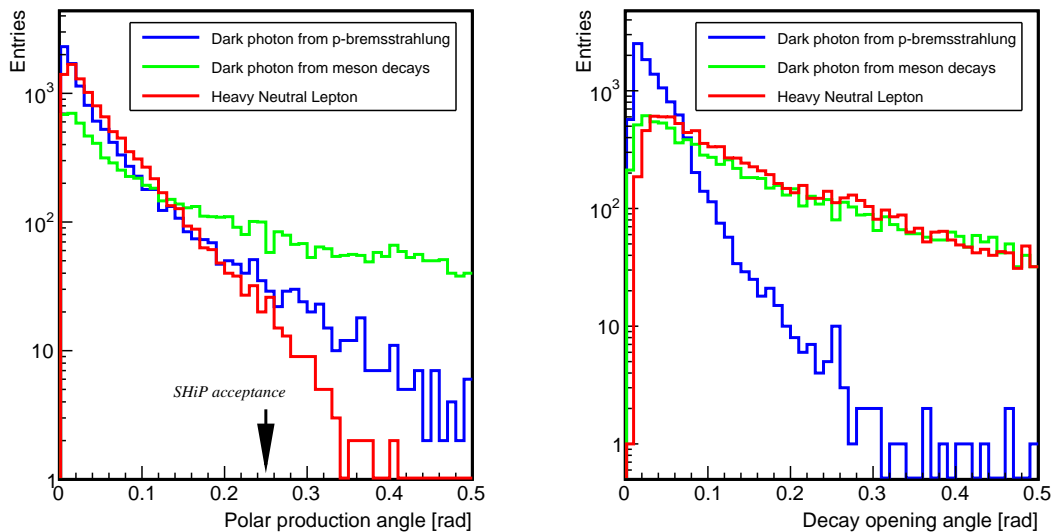 Entries
Dark photon from p-bremsstrahlung
Dark photon from meson decays
Heavy Neutral Lepton
10³
10²
10
1
SHiP acceptance
0 0.1 0.2 0.3 0.4 0.5
Polar production angle [rad]
Entries
Dark photon from p-bremsstrahlung
Dark photon from meson decays
Heavy Neutral Lepton
10³
10²
10
1
0 0.1 0.2 0.3 0.4 0.5
Decay opening angle [rad]